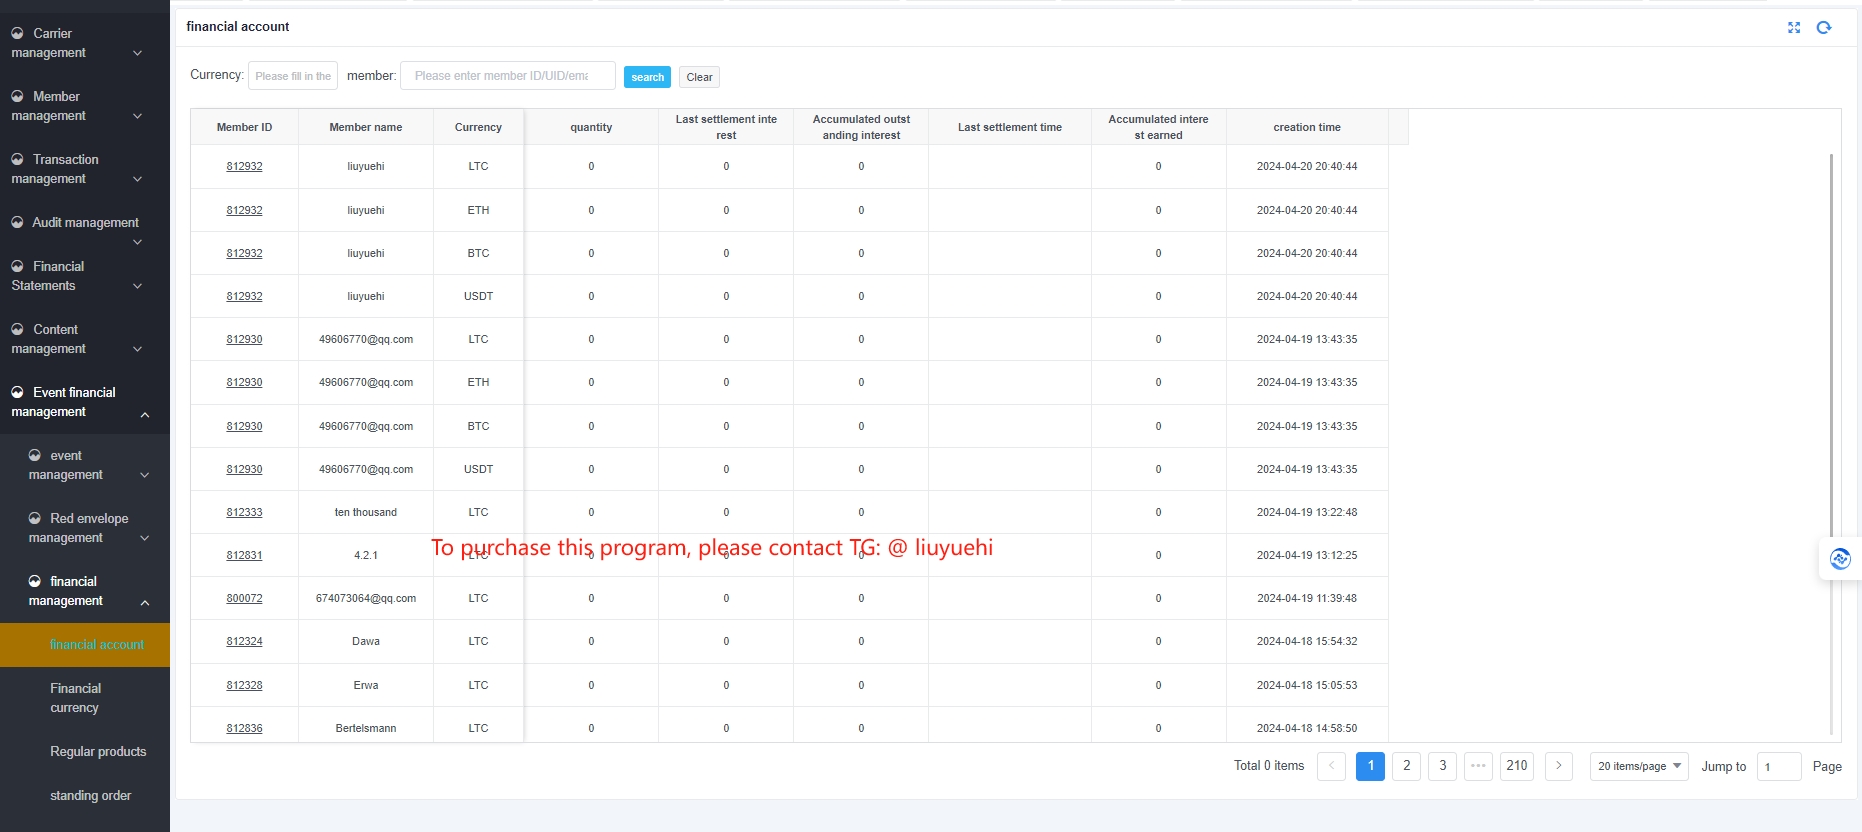 Carrier
management
Member
management
Transaction
management
Audit management
Financial
Statements
Content
management
Event financial
management
event
management
Red envelope
management
financial
management
financial account
Financial
currency
Regular products
standing order
financial account
Currency: Please fill in the member: Please enter member ID/UID/ema search Clear
Member ID Member name Currency quantity Last settlement inte
rest Accumulated outst
anding interest Last settlement time Accumulated intere
st earned creation time
812932 liuyuehi LTC 0 0 0 0 2024-04-20 20:40:44
812932 liuyuehi ETH 0 0 0 0 2024-04-20 20:40:44
812932 liuyuehi BTC 0 0 0 0 2024-04-20 20:40:44
812932 liuyuehi USDT 0 0 0 0 2024-04-20 20:40:44
812930 49606770@qq.com LTC 0 0 0 0 2024-04-19 13:43:35
812930 49606770@qq.com ETH 0 0 0 0 2024-04-19 13:43:35
812930 49606770@qq.com BTC 0 0 0 0 2024-04-19 13:43:35
812930 49606770@qq.com USDT 0 0 0 0 2024-04-19 13:43:35
812333 ten thousand LTC 0 0 0 0 2024-04-19 13:22:48
To purchase this program, please contact TG: @ liuyuehi
812831 4.2.1 LTC 0 0 0 0 2024-04-19 13:12:25
800072 674073064@qq.com LTC 0 0 0 0 2024-04-19 11:39:48
812324 Dawa LTC 0 0 0 0 2024-04-18 15:54:32
812328 Erwa LTC 0 0 0 0 2024-04-18 15:05:53
812836 Bertelsmann LTC 0 0 0 0 2024-04-18 14:58:50
Total 0 items < 1 2 3 ••• 210 > 20 items/page Jump to 1 Page